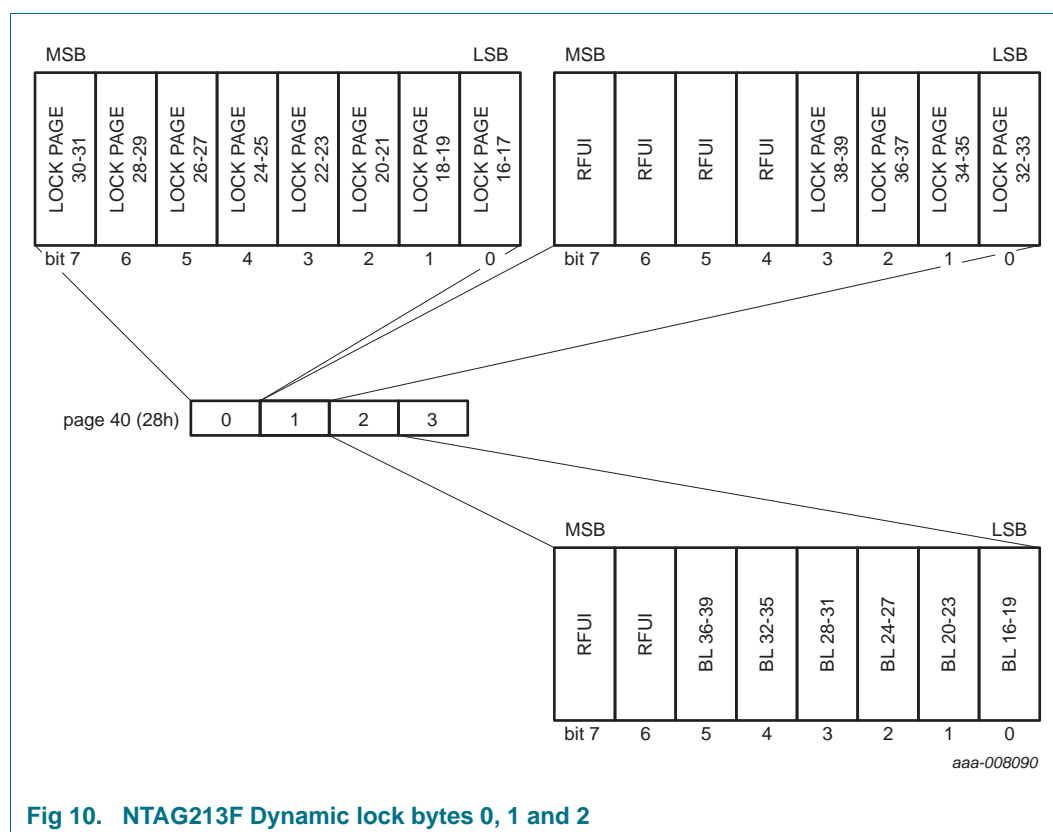 MSB LSB
LOCK PAGE 30-31
LOCK PAGE 28-29
LOCK PAGE 26-27
LOCK PAGE 24-25
LOCK PAGE 22-23
LOCK PAGE 20-21
LOCK PAGE 18-19
LOCK PAGE 16-17
bit 7 6 5 4 3 2 1 0
MSB LSB
RFUI
RFUI
RFUI
RFUI
LOCK PAGE 38-39
LOCK PAGE 36-37
LOCK PAGE 34-35
LOCK PAGE 32-33
bit 7 6 5 4 3 2 1 0
page 40 (28h) 0 1 2 3
MSB LSB
RFUI
RFUI
BL 36-39
BL 32-35
BL 28-31
BL 24-27
BL 20-23
BL 16-19
bit 7 6 5 4 3 2 1 0
aaa-008090
Fig 10. NTAG213F Dynamic lock bytes 0, 1 and 2